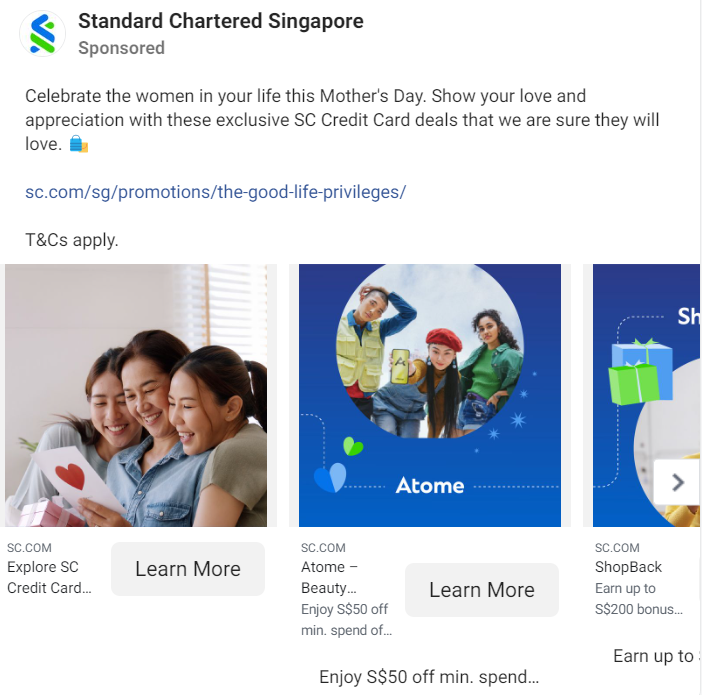 Standard Chartered Singapore
Sponsored
Celebrate the women in your life this Mother's Day. Show your love and
appreciation with these exclusive SC Credit Card deals that we are sure they will
love.
sc.com/sg/promotions/the-good-life-privileges/
T&Cs apply.
Atome
Sh
SC.COM
Explore SC
Credit Card...
Learn More
SC.COM
Atome –
Beauty...
Enjoy S$50 off
min. spend of...
Learn More
Enjoy S$50 off min. spend...
SC.COM
ShopBack
Earn up to
S$200 bonus...
Earn up to